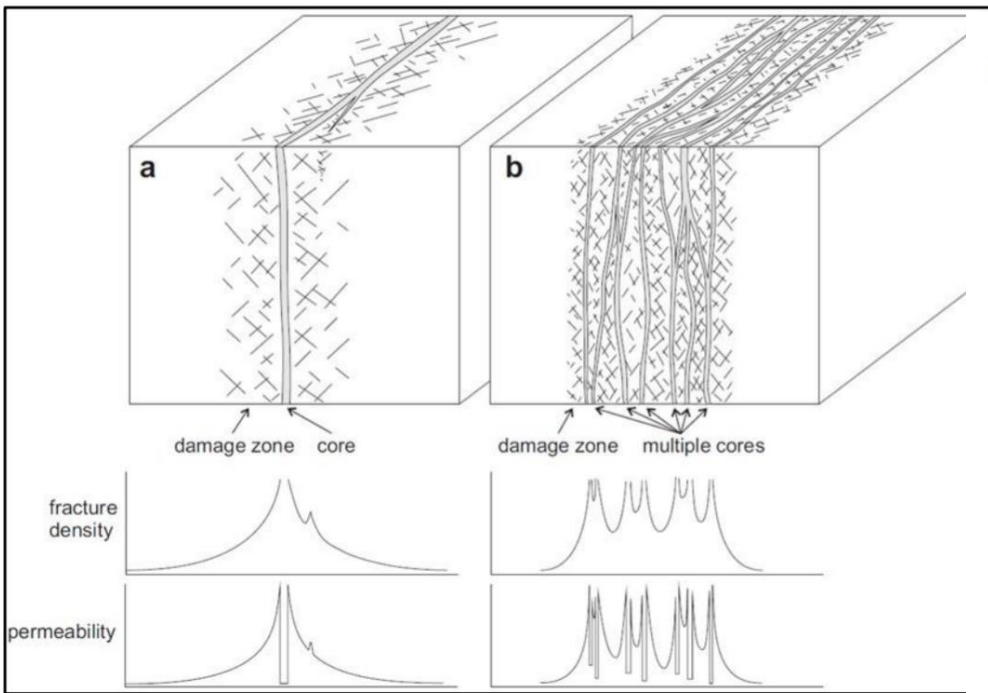 a
b
damage zone
core
damage zone
multiple cores
fracture
density
permeability